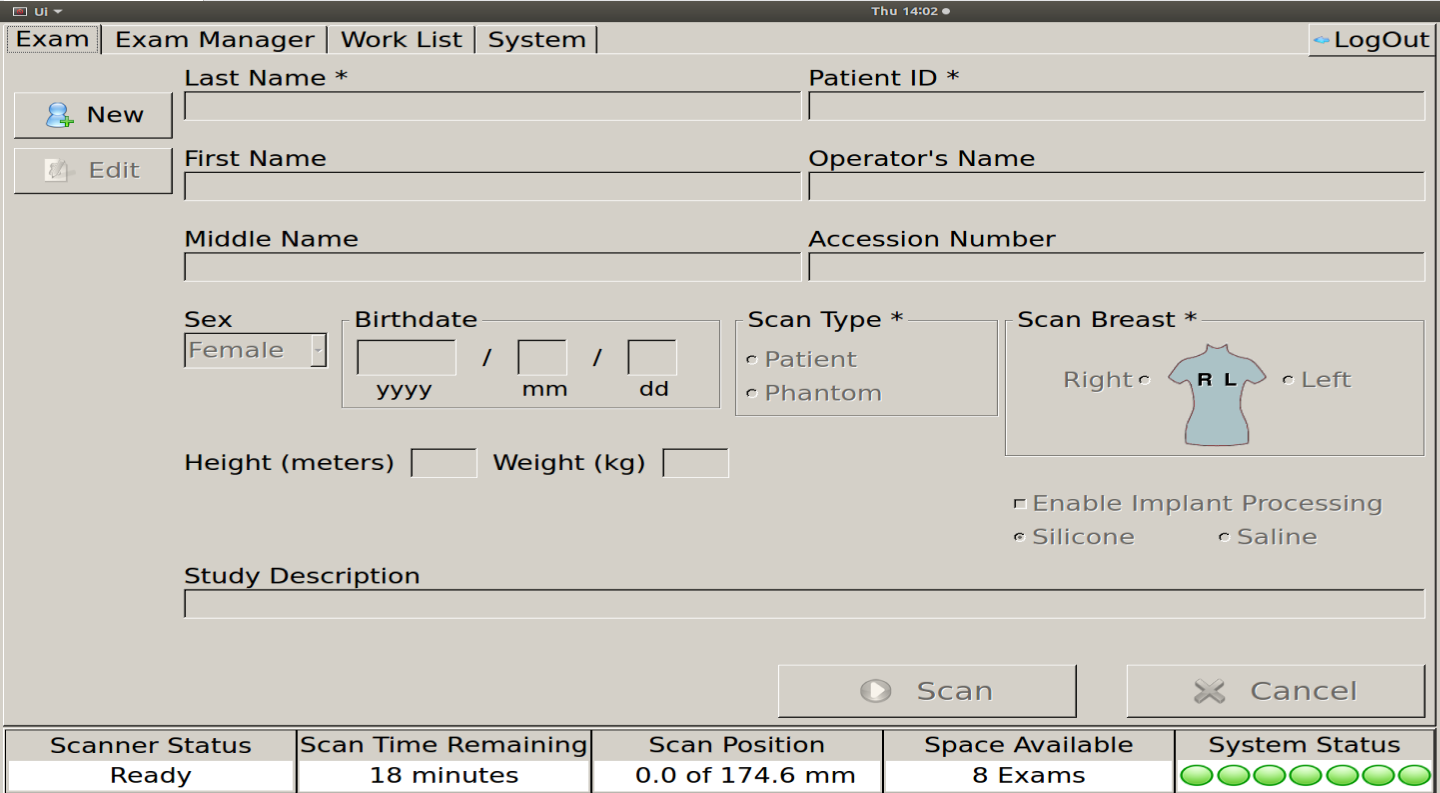 Ui Thu 14:02
Exam Exam Manager Work List System LogOut
Last Name * Patient ID *
New
Edit
First Name Operator's Name
Middle Name Accession Number
Sex Birthdate Scan Type * Scan Breast *
Female / / Patient
Phantom
Right R L Left
yyyy mm dd
Height (meters) Weight (kg)
Enable Implant Processing
Silicone Saline
Study Description
Scan Cancel
Scanner Status Scan Time Remaining Scan Position Space Available System Status
Ready 18 minutes 0.0 of 174.6 mm 8 Exams